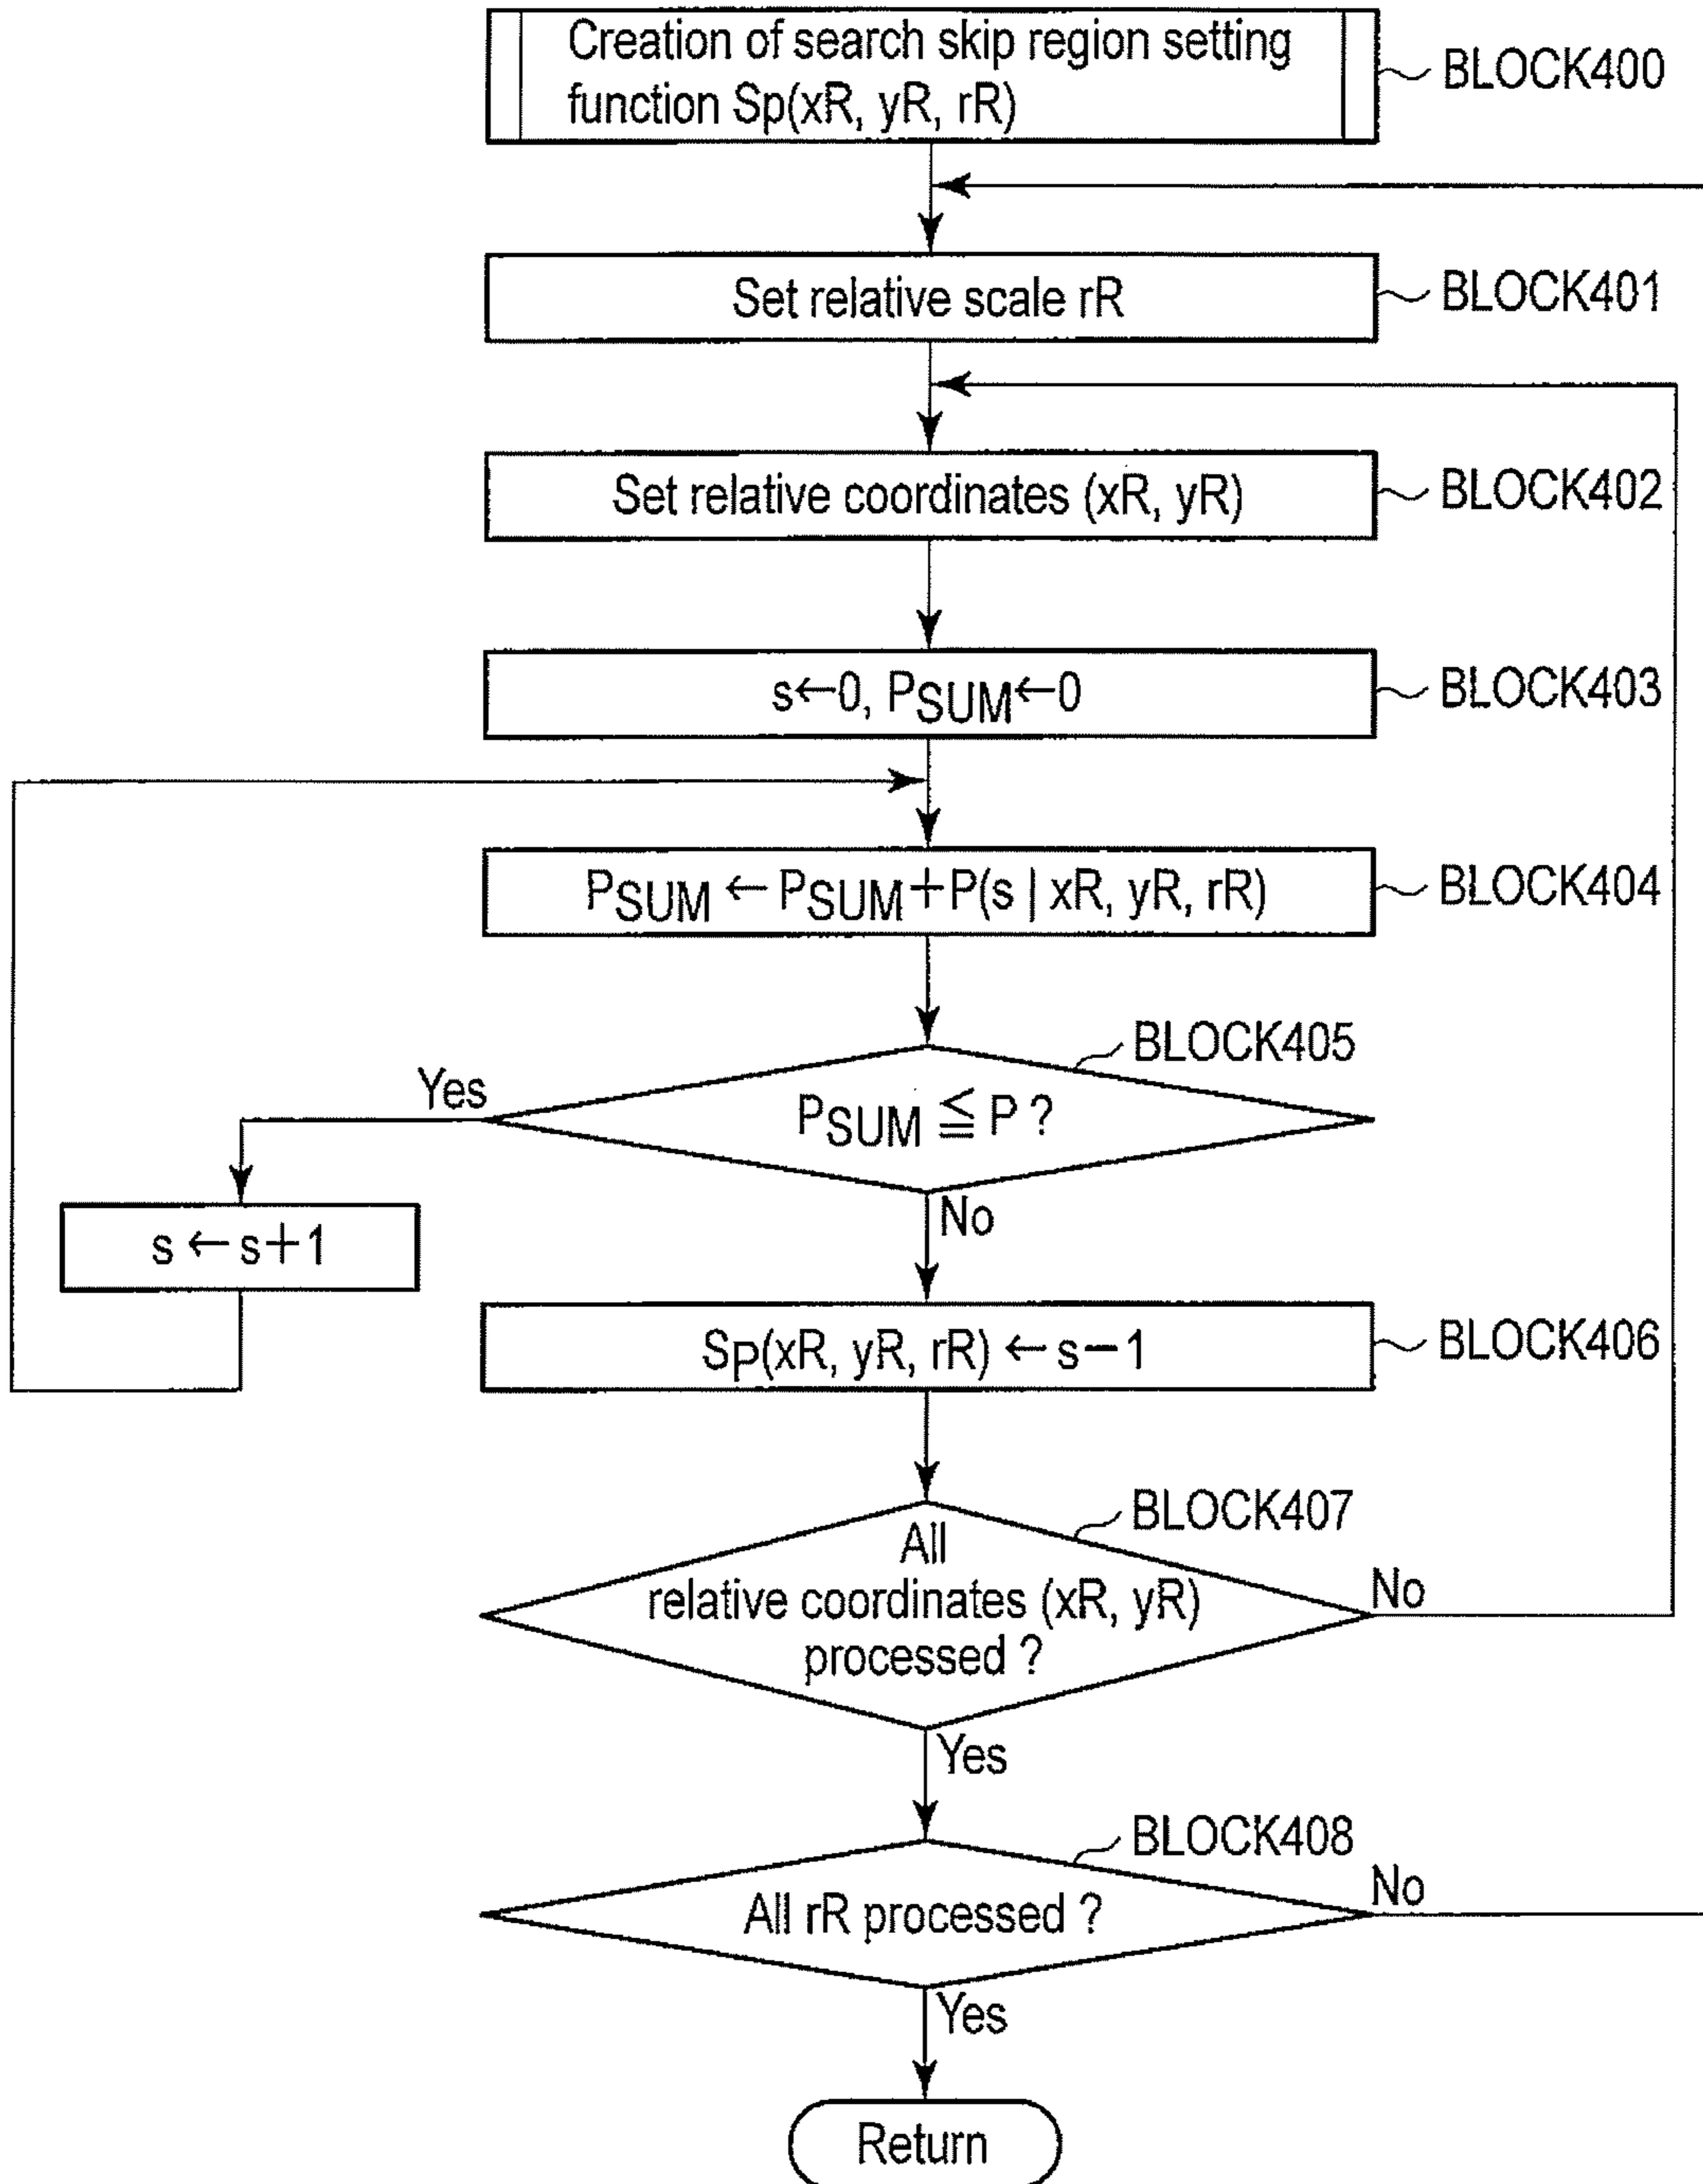 Creation of search skip region setting
function Sp(xR, yR, rR)
BLOCK400
Set relative scale rR
BLOCK401
Set relative coordinates (xR, yR)
BLOCK402
s←0, PSUM←0
BLOCK403
PSUM ← PSUM+P(s | xR, yR, rR)
BLOCK404
BLOCK405
Yes
PSUM ≦ P ?
No
s ← s+1
SP(xR, yR, rR) ← s−1
BLOCK406
BLOCK407
All
relative coordinates (xR, yR)
processed ?
No
Yes
BLOCK408
All rR processed ?
No
Yes
Return